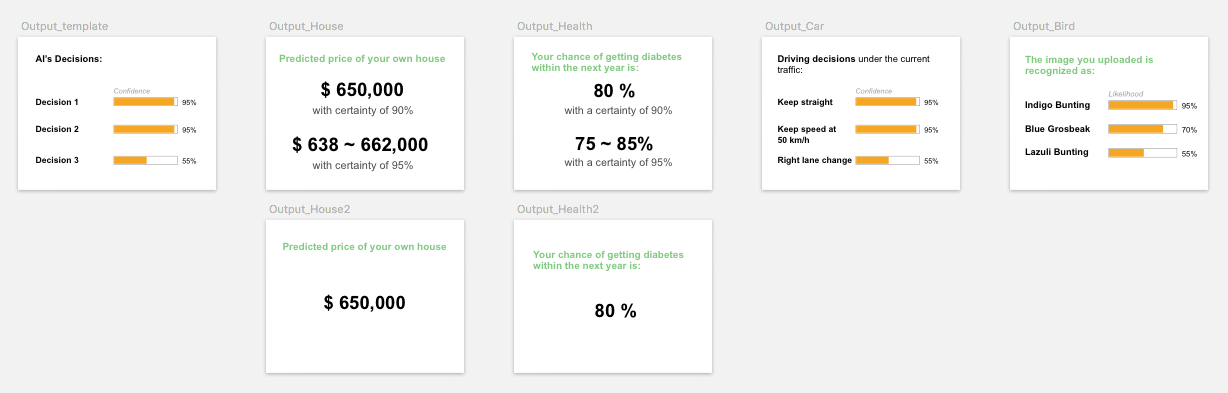 Output_template
AI's Decisions:
Confidence
Decision 1 95%
Decision 2 95%
Decision 3 55%
Output_House
Predicted price of your own house
$ 650,000
with certainty of 90%
$ 638 ~ 662,000
with certainty of 95%
Output_Health
Your chance of getting diabetes
within the next year is:
80 %
with a certainty of 90%
75 ~ 85%
with a certainty of 95%
Output_Car
Driving decisions under the current
traffic:
Confidence
Keep straight 95%
Keep speed at 95%
50 km/h
Right lane change 55%
Output_Bird
The image you uploaded is
recognized as:
Likelihood
Indigo Bunting 95%
Blue Grosbeak 70%
Lazuli Bunting 55%
Output_House2
Predicted price of your own house
$ 650,000
Output_Health2
Your chance of getting diabetes
within the next year is:
80 %